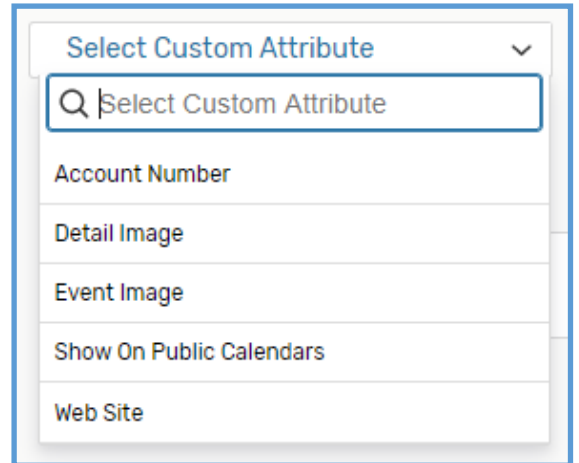 Select Custom Attribute
Select Custom Attribute
Account Number
Detail Image
Event Image
Show On Public Calendars
Web Site